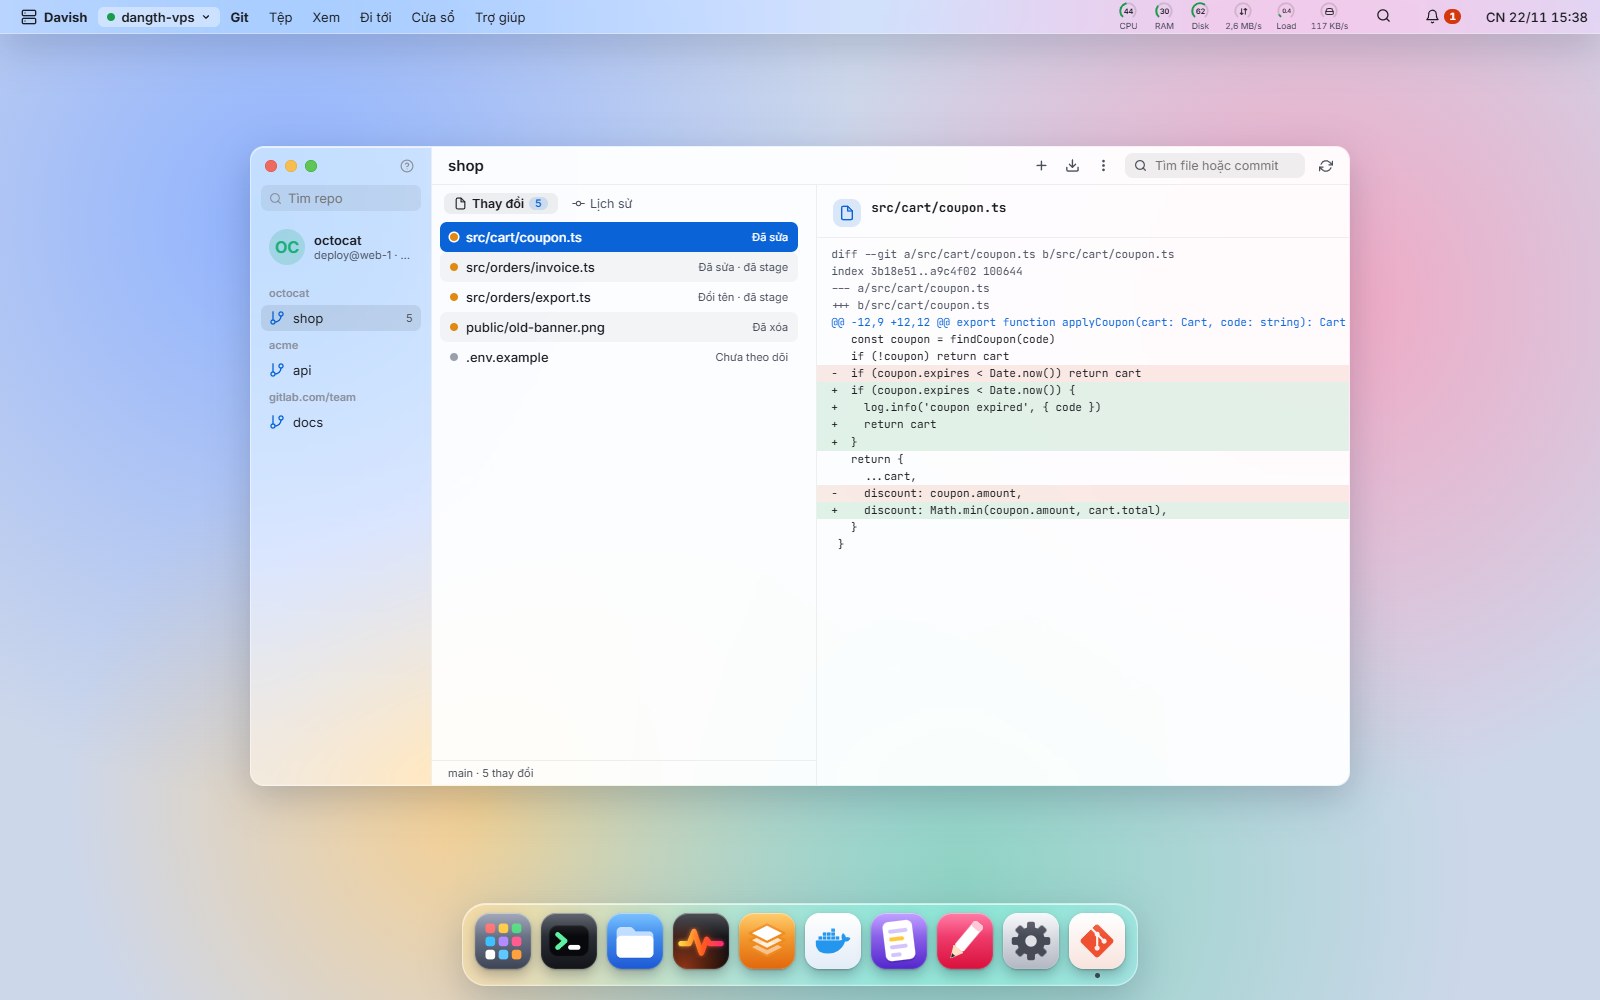 Davish
dangth-vps
Git
Tệp
Xem
Đi tới
Cửa sổ
Trợ giúp
44
CPU
30
RAM
62
Disk
2,6 MB/s
0.4
Load
117 KB/s
1
CN 22/11 15:38
Tìm repo
OC
octocat
deploy@web-1 · ...
octocat
shop 5
acme
api
gitlab.com/team
docs
shop
Tìm file hoặc commit
Thay đổi 5
Lịch sử
src/cart/coupon.ts Đã sửa
src/orders/invoice.ts Đã sửa · đã stage
src/orders/export.ts Đổi tên · đã stage
public/old-banner.png Đã xóa
.env.example Chưa theo dõi
main · 5 thay đổi
src/cart/coupon.ts
diff --git a/src/cart/coupon.ts b/src/cart/coupon.ts
index 3b18e51..a9c4f02 100644
--- a/src/cart/coupon.ts
+++ b/src/cart/coupon.ts
@@ -12,9 +12,12 @@ export function applyCoupon(cart: Cart, code: string): Cart
const coupon = findCoupon(code)
if (!coupon) return cart
- if (coupon.expires < Date.now()) return cart
+ if (coupon.expires < Date.now()) {
+ log.info('coupon expired', { code })
+ return cart
+ }
return {
...cart,
- discount: coupon.amount,
+ discount: Math.min(coupon.amount, cart.total),
}
}